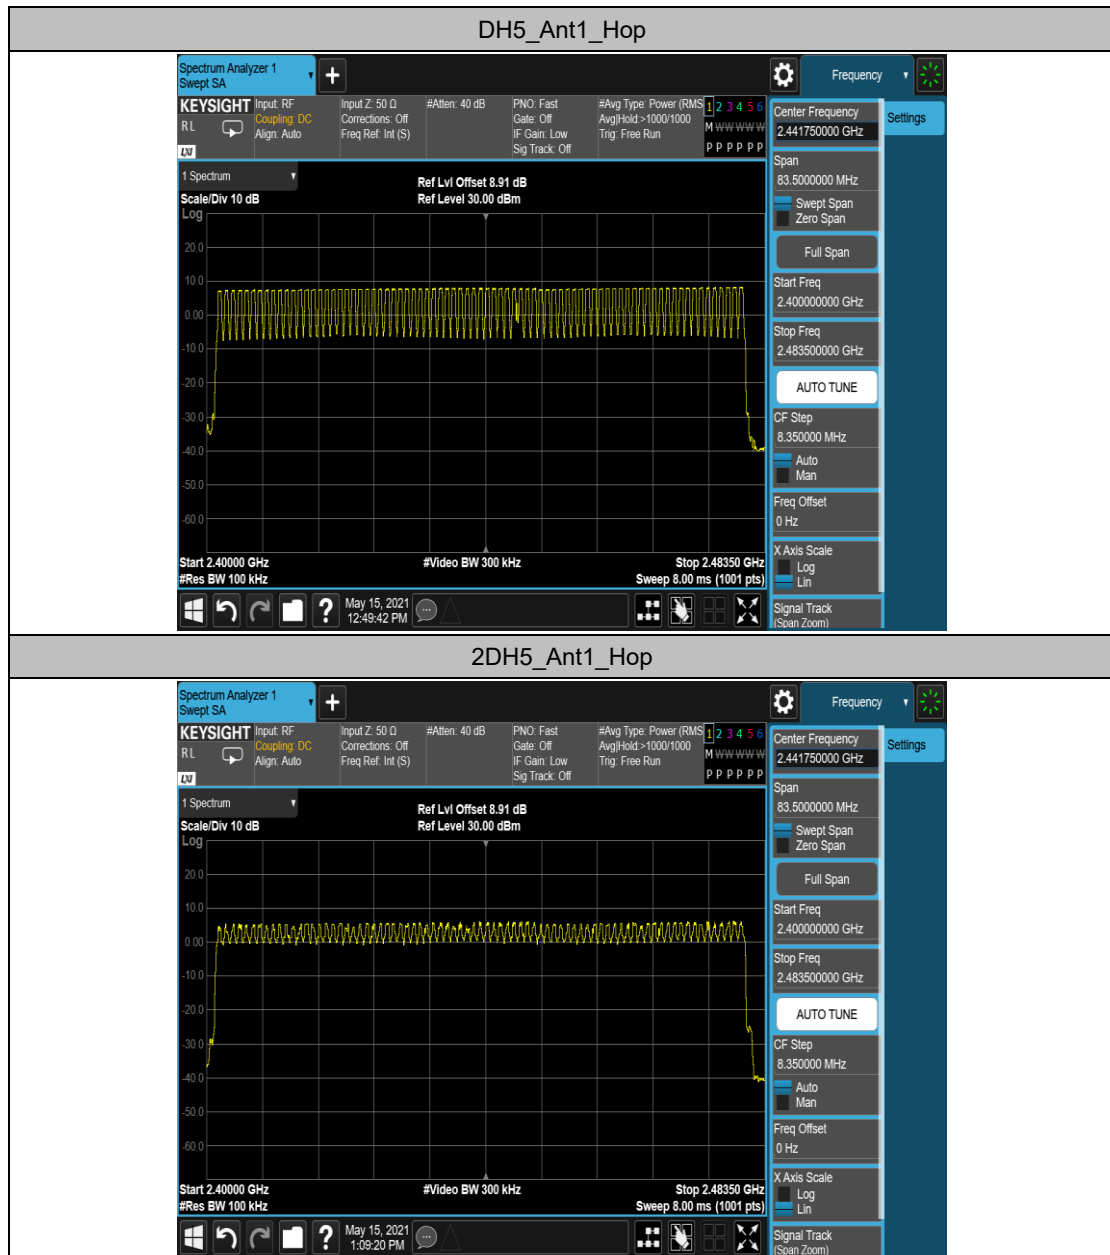 DH5_Ant1_Hop
Spectrum Analyzer 1
Swept SA
Frequency
KEYSIGHT
RL
LXI
Input: RF
Coupling: DC
Align: Auto
Input Z: 50 Ω
Corrections: Off
Freq Ref: Int (S)
#Atten: 40 dB
PNO: Fast
Gate: Off
IF Gain: Low
Sig Track: Off
#Avg Type: Power (RMS
Avg|Hold:>1000/1000
Trig: Free Run
1 2 3 4 5 6
M W W W W W
P P P P P P
Center Frequency
2.441750000 GHz
Settings
Span
83.5000000 MHz
Swept Span
Zero Span
Full Span
Start Freq
2.400000000 GHz
Stop Freq
2.483500000 GHz
AUTO TUNE
CF Step
8.350000 MHz
Auto
Man
Freq Offset
0 Hz
X Axis Scale
Log
Lin
Signal Track
(Span Zoom)
1 Spectrum
Scale/Div 10 dB
Log
Ref Lvl Offset 8.91 dB
Ref Level 30.00 dBm
20.0
10.0
0.00
-10.0
-20.0
-30.0
-40.0
-50.0
-60.0
Start 2.40000 GHz
#Res BW 100 kHz
#Video BW 300 kHz
Stop 2.48350 GHz
Sweep 8.00 ms (1001 pts)
?
May 15, 2021
12:49:42 PM
2DH5_Ant1_Hop
Spectrum Analyzer 1
Swept SA
Frequency
KEYSIGHT
RL
LXI
Input: RF
Coupling: DC
Align: Auto
Input Z: 50 Ω
Corrections: Off
Freq Ref: Int (S)
#Atten: 40 dB
PNO: Fast
Gate: Off
IF Gain: Low
Sig Track: Off
#Avg Type: Power (RMS
Avg|Hold:>1000/1000
Trig: Free Run
1 2 3 4 5 6
M W W W W W
P P P P P P
Center Frequency
2.441750000 GHz
Settings
Span
83.5000000 MHz
Swept Span
Zero Span
Full Span
Start Freq
2.400000000 GHz
Stop Freq
2.483500000 GHz
AUTO TUNE
CF Step
8.350000 MHz
Auto
Man
Freq Offset
0 Hz
X Axis Scale
Log
Lin
Signal Track
(Span Zoom)
1 Spectrum
Scale/Div 10 dB
Log
Ref Lvl Offset 8.91 dB
Ref Level 30.00 dBm
20.0
10.0
0.00
-10.0
-20.0
-30.0
-40.0
-50.0
-60.0
Start 2.40000 GHz
#Res BW 100 kHz
#Video BW 300 kHz
Stop 2.48350 GHz
Sweep 8.00 ms (1001 pts)
?
May 15, 2021
1:09:20 PM